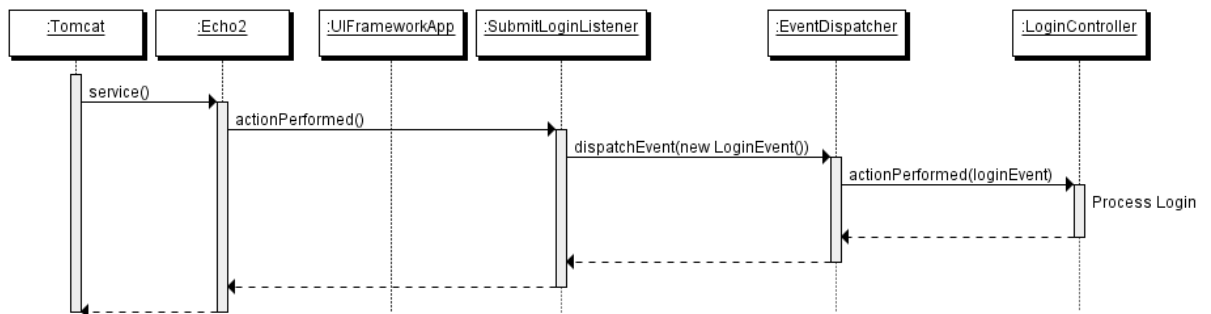 :Tomcat
:Echo2
:UIFrameworkApp
:SubmitLoginListener
:EventDispatcher
:LoginController
service()
actionPerformed()
dispatchEvent(new LoginEvent())
actionPerformed(loginEvent)
Process Login